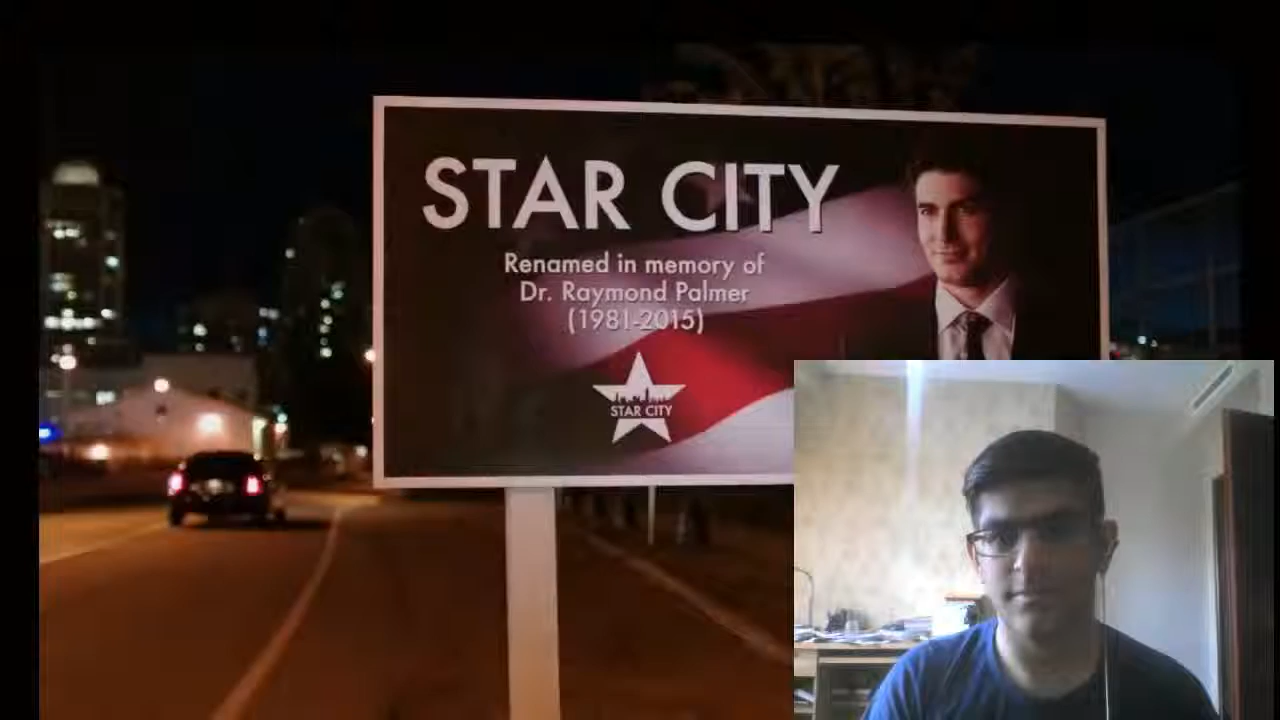 STAR CITY
Renamed in memory of
Dr. Raymond Palmer
(1981-2015)
STAR CITY